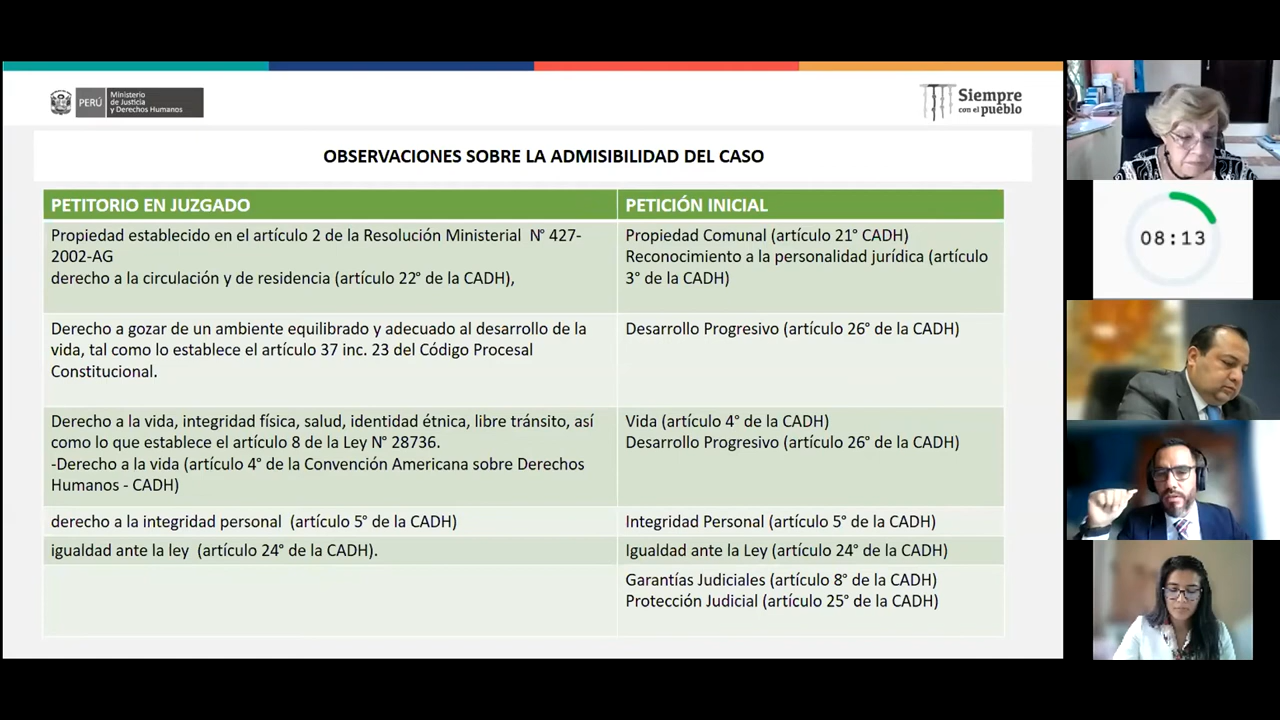 PERÚ
Ministerio
de Justicia
y Derechos Humanos
Siempre
con el pueblo
OBSERVACIONES SOBRE LA ADMISIBILIDAD DEL CASO
PETITORIO EN JUZGADO
PETICIÓN INICIAL
Propiedad establecido en el artículo 2 de la Resolución Ministerial N° 427-
2002-AG
derecho a la circulación y de residencia (artículo 22° de la CADH),
Propiedad Comunal (artículo 21° CADH)
Reconocimiento a la personalidad jurídica (artículo
3° de la CADH)
Derecho a gozar de un ambiente equilibrado y adecuado al desarrollo de la
vida, tal como lo establece el artículo 37 inc. 23 del Código Procesal
Constitucional.
Desarrollo Progresivo (artículo 26° de la CADH)
Derecho a la vida, integridad física, salud, identidad étnica, libre tránsito, así
como lo que establece el artículo 8 de la Ley N° 28736.
-Derecho a la vida (artículo 4° de la Convención Americana sobre Derechos
Humanos - CADH)
Vida (artículo 4° de la CADH)
Desarrollo Progresivo (artículo 26° de la CADH)
derecho a la integridad personal (artículo 5° de la CADH)
Integridad Personal (artículo 5° de la CADH)
igualdad ante la ley (artículo 24° de la CADH).
Igualdad ante la Ley (artículo 24° de la CADH)
Garantías Judiciales (artículo 8° de la CADH)
Protección Judicial (artículo 25° de la CADH)
08:13